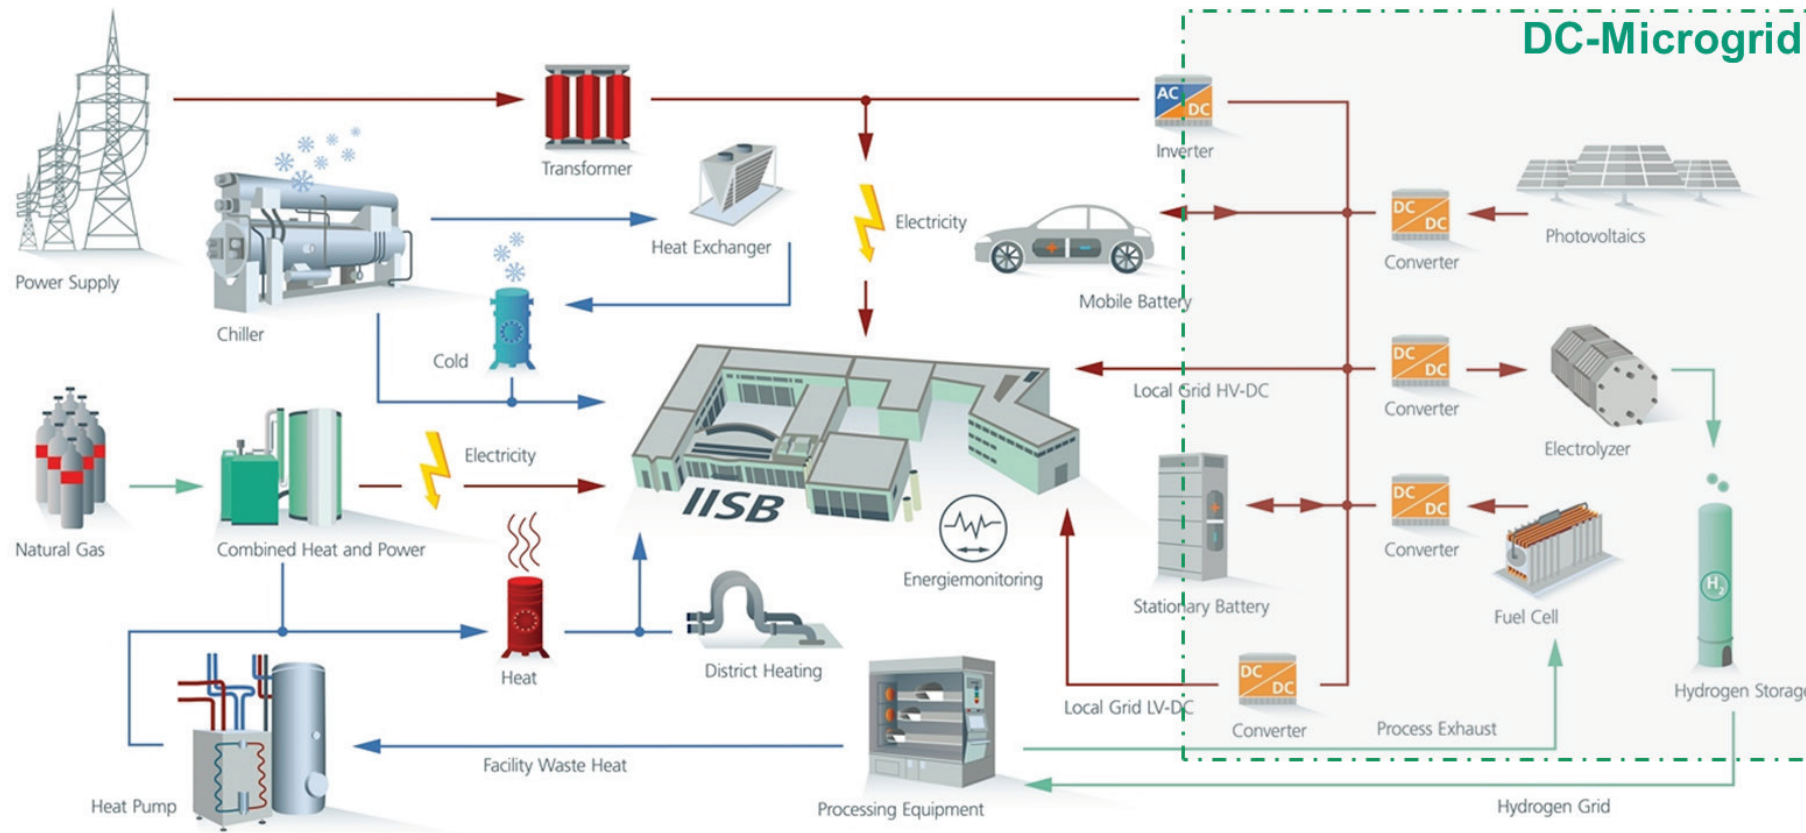 DC-Microgrid
AC
DC
Inverter
Transformer
Power Supply
Heat Exchanger
Electricity
Chiller
Cold
Mobile Battery
DC
DC
Converter
Photovoltaics
Local Grid HV-DC
DC
DC
Converter
Electrolyzer
Natural Gas
Combined Heat and Power
Electricity
IISB
Energiemonitoring
Stationary Battery
DC
DC
Converter
Fuel Cell
H2
Hydrogen Storage
Heat
District Heating
Local Grid LV-DC
DC
DC
Converter
Process Exhaust
Heat Pump
Facility Waste Heat
Processing Equipment
Hydrogen Grid